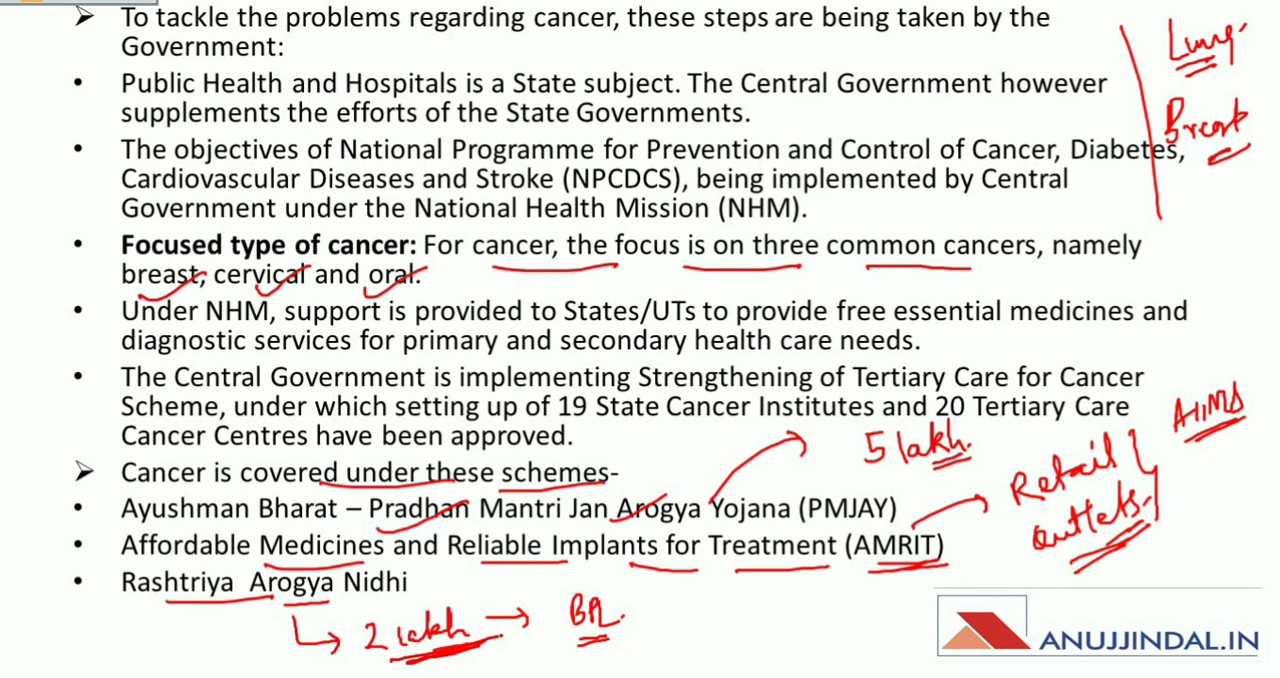 ➤ To tackle the problems regarding cancer, these steps are being taken by the
Government:
• Public Health and Hospitals is a State subject. The Central Government however
supplements the efforts of the State Governments.
• The objectives of National Programme for Prevention and Control of Cancer, Diabetes,
Cardiovascular Diseases and Stroke (NPCDCS), being implemented by Central
Government under the National Health Mission (NHM).
• Focused type of cancer: For cancer, the focus is on three common cancers, namely
breast, cervical and oral.
• Under NHM, support is provided to States/UTs to provide free essential medicines and
diagnostic services for primary and secondary health care needs.
• The Central Government is implementing Strengthening of Tertiary Care for Cancer
Scheme, under which setting up of 19 State Cancer Institutes and 20 Tertiary Care
Cancer Centres have been approved.
➤ Cancer is covered under these schemes-
• Ayushman Bharat – Pradhan Mantri Jan Arogya Yojana (PMJAY)
• Affordable Medicines and Reliable Implants for Treatment (AMRIT)
• Rashtriya Arogya Nidhi
Lung
Breast
5 lakh
AIIMS
Retail
outlets
2 lakh → BPL
ANUJJINDAL.IN